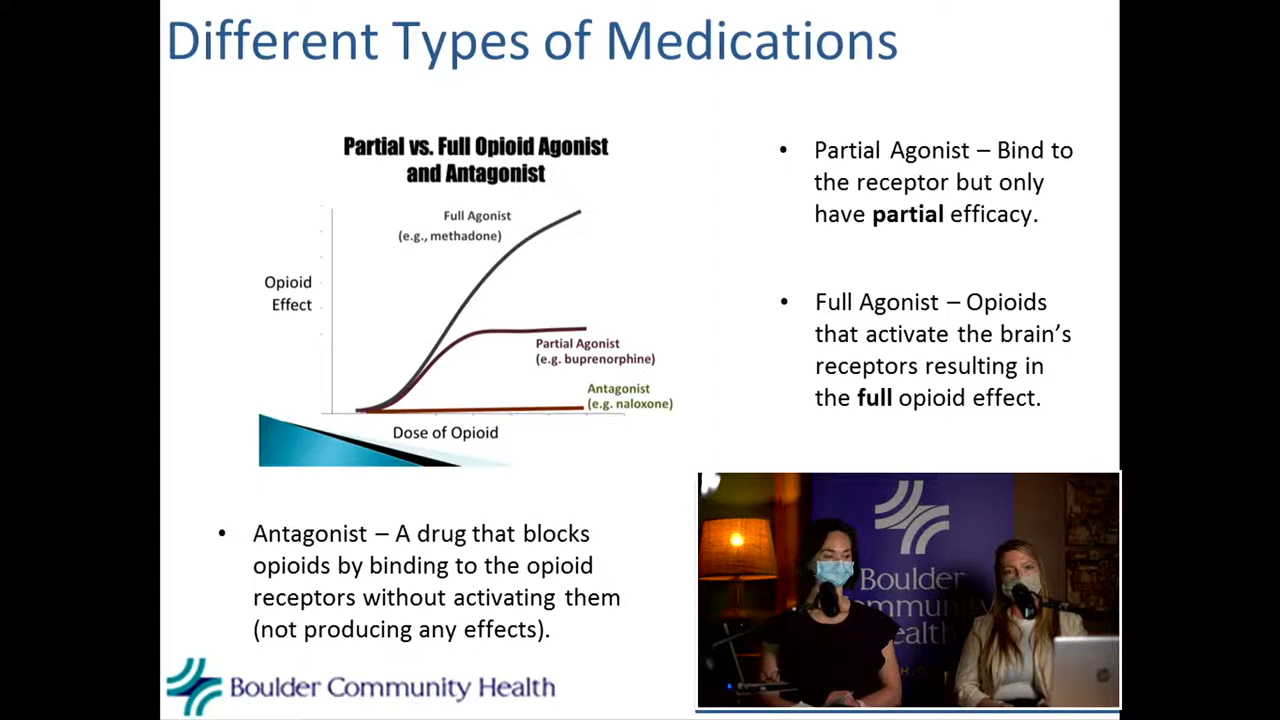 Different Types of Medications
Partial vs. Full Opioid Agonist
and Antagonist
Full Agonist
(e.g., methadone)
Opioid
Effect
Partial Agonist
(e.g. buprenorphine)
Antagonist
(e.g. naloxone)
Dose of Opioid
• Partial Agonist – Bind to
the receptor but only
have partial efficacy.
• Full Agonist – Opioids
that activate the brain’s
receptors resulting in
the full opioid effect.
• Antagonist – A drug that blocks
opioids by binding to the opioid
receptors without activating them
(not producing any effects).
Boulder Community Health
Boulder